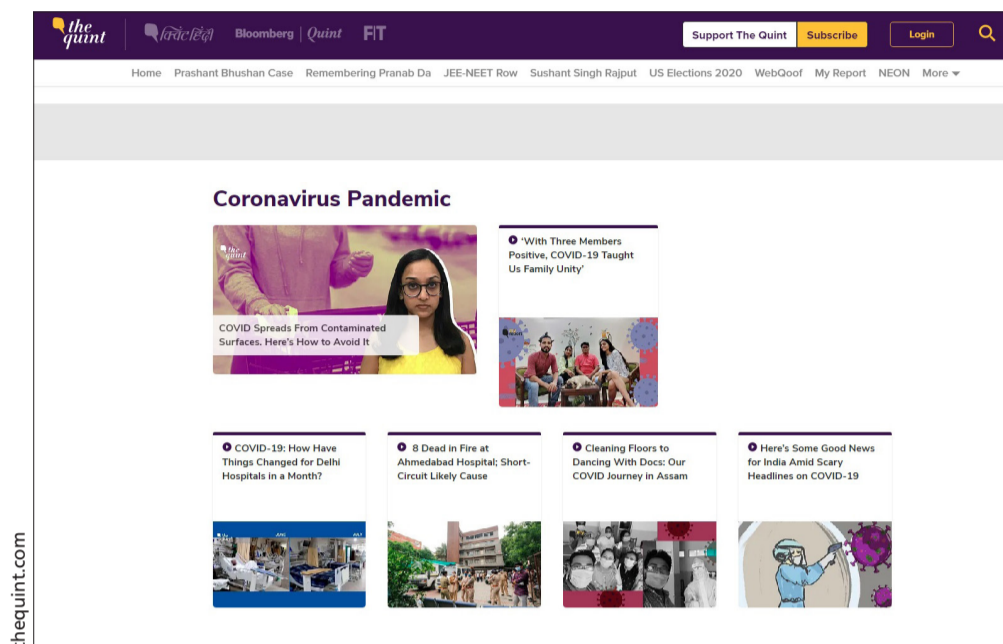 the
quint
क्विंट हिंदी
Bloomberg | Quint
FIT
Support The Quint
Subscribe
Login
Home
Prashant Bhushan Case
Remembering Pranab Da
JEE-NEET Row
Sushant Singh Rajput
US Elections 2020
WebQoof
My Report
NEON
More
Coronavirus Pandemic
the
quint
COVID Spreads From Contaminated
Surfaces. Here's How to Avoid It
'With Three Members
Positive, COVID-19 Taught
Us Family Unity'
COVID-19: How Have
Things Changed for Delhi
Hospitals in a Month?
8 Dead in Fire at
Ahmedabad Hospital; Short-
Circuit Likely Cause
Cleaning Floors to
Dancing With Docs: Our
COVID Journey in Assam
Here's Some Good News
for India Amid Scary
Headlines on COVID-19
thequint.com